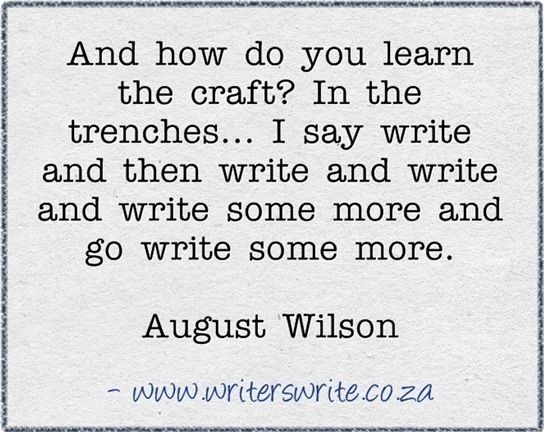 And how do you learn
the craft? In the
trenches... I say write
and then write and write
and write some more and
go write some more.
August Wilson
- www.writerswrite.co.za